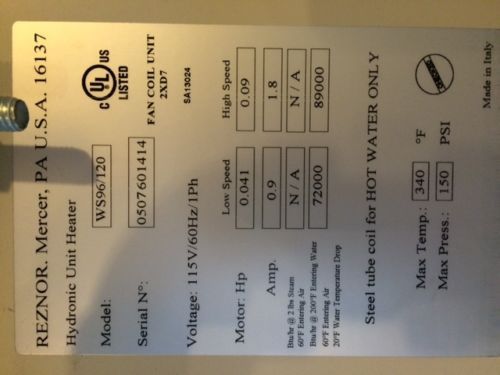 REZNOR, Mercer, PA U.S.A. 16137
Hydronic Unit Heater
C UL US
LISTED
FAN COIL UNIT
2XD7
SA13024
Model: WS96/120
Serial N°: 0507601414
Voltage: 115V/60Hz/1Ph
Low Speed High Speed
Motor: Hp 0.041 0.09
Amp. 0.9 1.8
Btu/hr @ 2 lbs Steam N/A N/A
60°F Entering Air
Btu/hr @ 200°F Entering Water 72000 89000
60°F Entering Air
20°F Water Temperature Drop
Steel tube coil for HOT WATER ONLY
Max Temp.: 340 °F
Max Press.: 150 PSI
Made in Italy